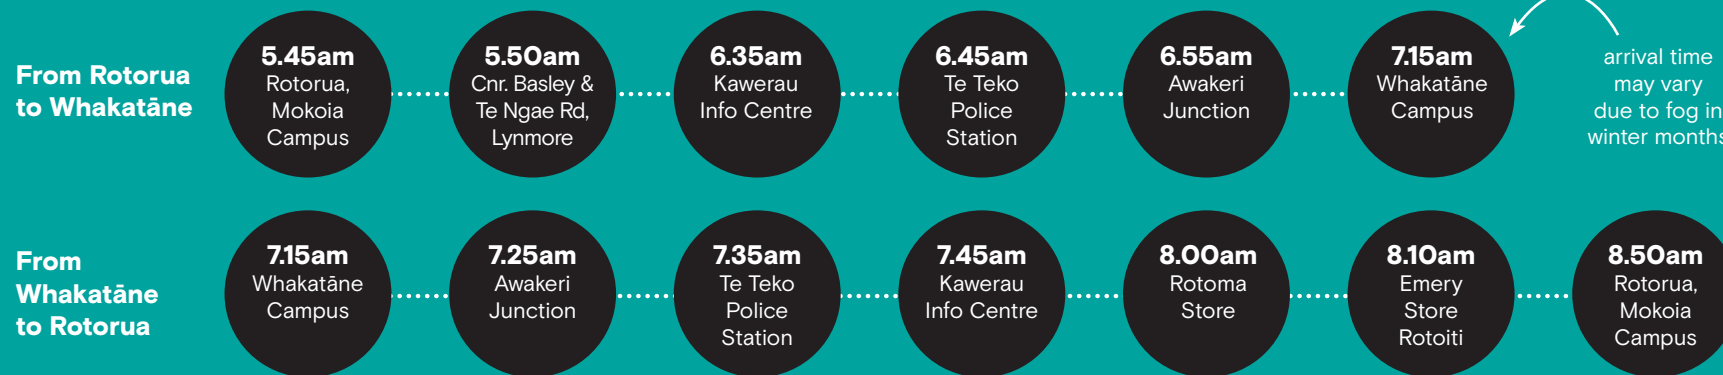 From Rotorua
to Whakatāne
5.45am
Rotorua,
Mokoia
Campus
5.50am
Cnr. Basley &
Te Ngae Rd,
Lynmore
6.35am
Kawerau
Info Centre
6.45am
Te Teko
Police
Station
6.55am
Awakeri
Junction
7.15am
Whakatāne
Campus
arrival time
may vary
due to fog in
winter months
From
Whakatāne
to Rotorua
7.15am
Whakatāne
Campus
7.25am
Awakeri
Junction
7.35am
Te Teko
Police
Station
7.45am
Kawerau
Info Centre
8.00am
Rotoma
Store
8.10am
Emery
Store
Rotoiti
8.50am
Rotorua,
Mokoia
Campus